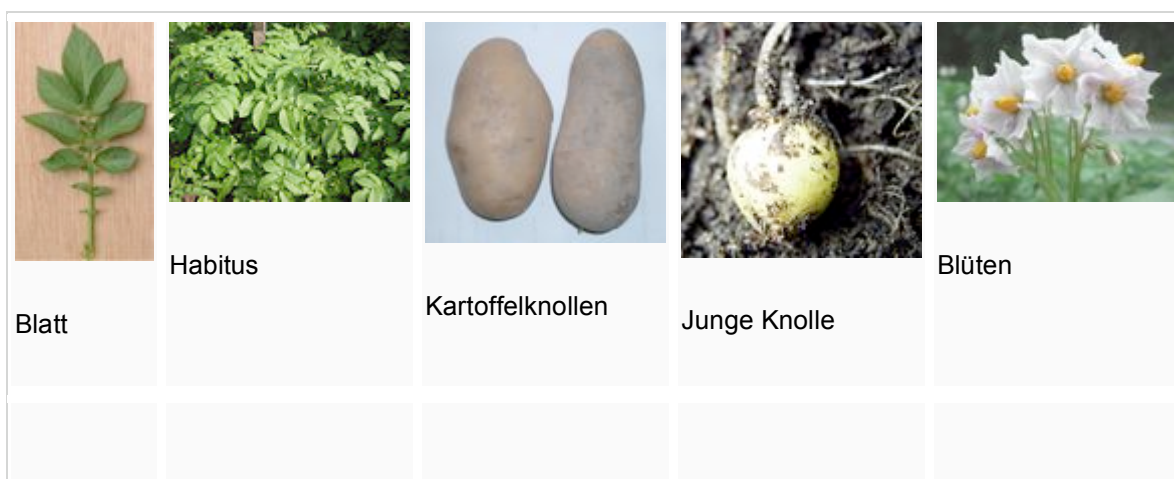 Blatt
Habitus
Kartoffelknollen
Junge Knolle
Blüten